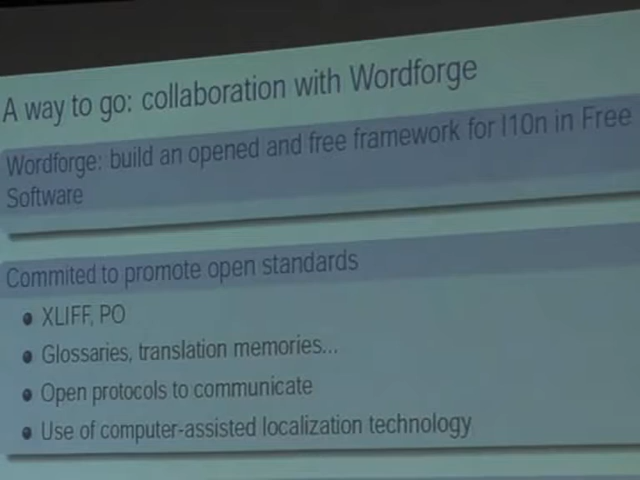 A way to go: collaboration with Wordforge
Wordforge: build an opened and free framework for l10n in Free
Software
Commited to promote open standards
XLIFF, PO
Glossaries, translation memories...
Open protocols to communicate
Use of computer-assisted localization technology